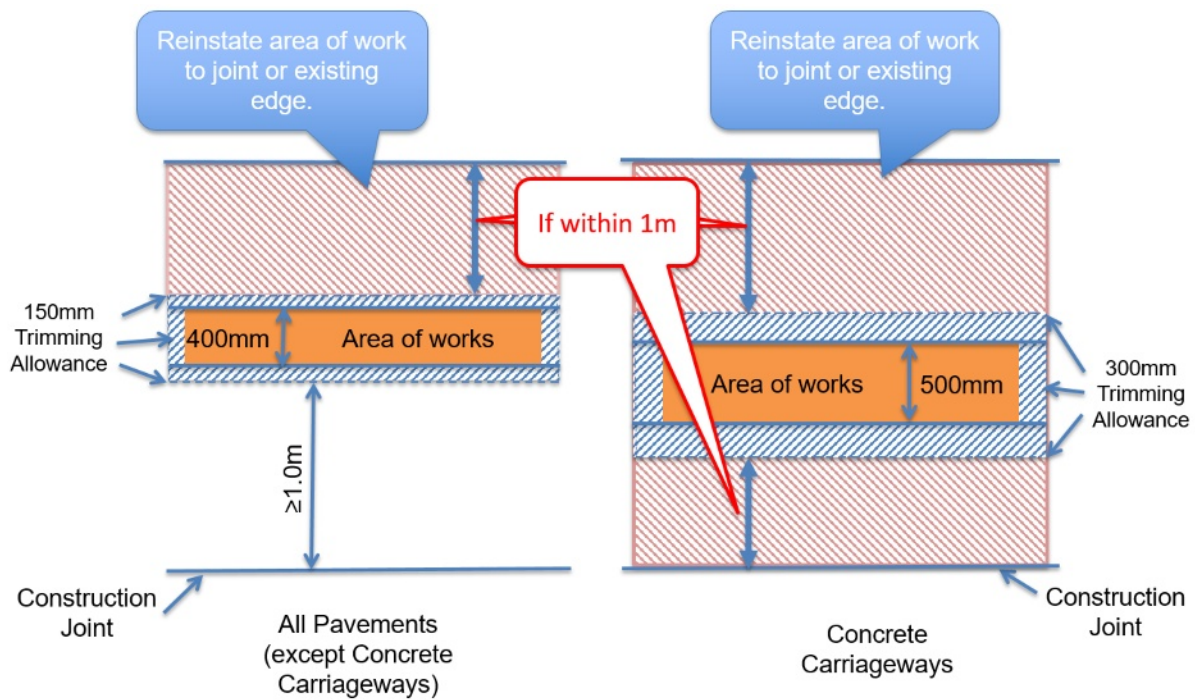 Reinstate area of work
to joint or existing
edge.
Reinstate area of work
to joint or existing
edge.
If within 1m
150mm
Trimming
Allowance
400mm
Area of works
Area of works
500mm
300mm
Trimming
Allowance
≥1.0m
Construction
Joint
All Pavements
(except Concrete
Carriageways)
Concrete
Carriageways
Construction
Joint